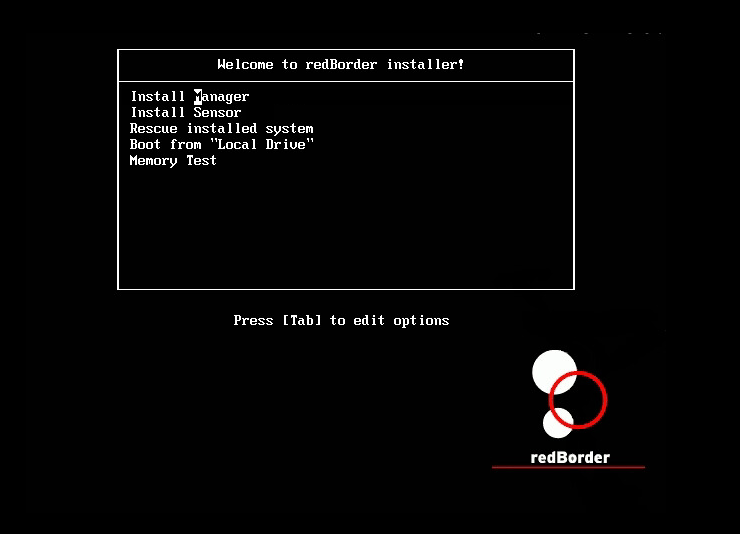 Welcome to redBorder installer!
Install Manager
Install Sensor
Rescue installed system
Boot from "Local Drive"
Memory Test
Press [Tab] to edit options
redBorder